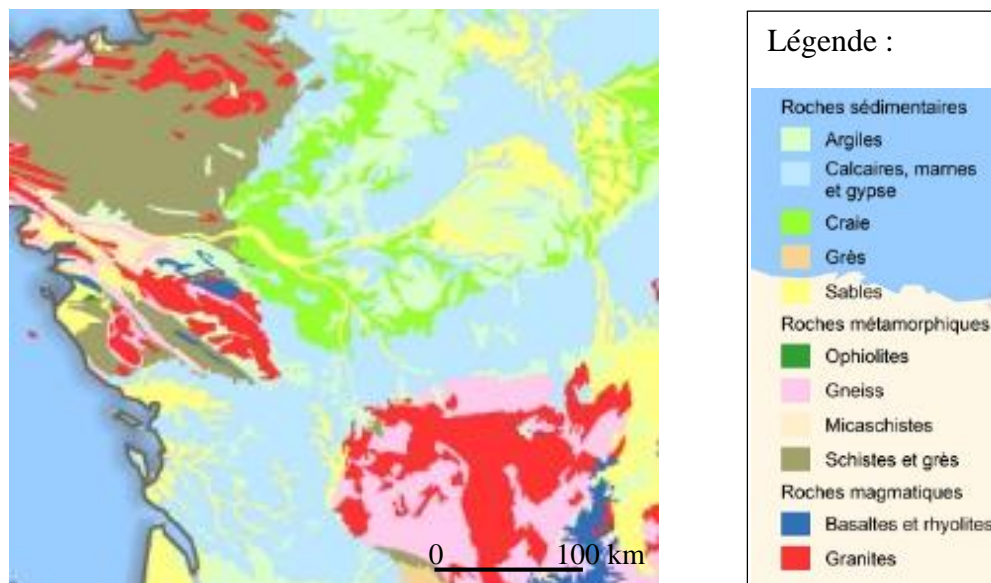 Légende :
Roches sédimentaires
Argiles
Calcaires, marnes
et gypse
Craie
Grès
Sables
Roches métamorphiques
Ophiolites
Gneiss
Micaschistes
Schistes et grès
Roches magmatiques
Basaltes et rhyolites
Granites
0 100 km